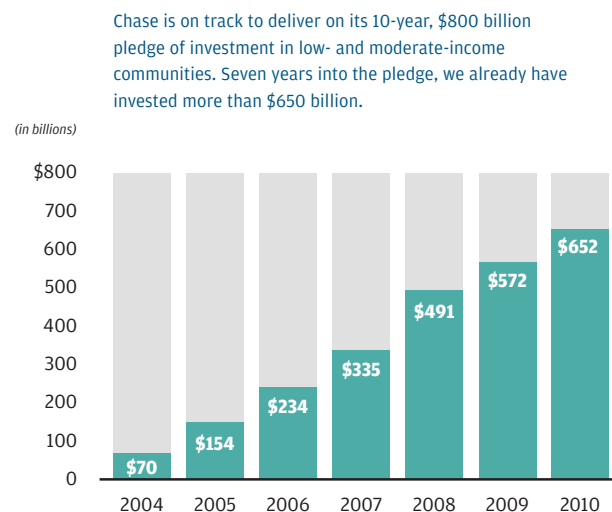 Chase is on track to deliver on its 10-year, $800 billion
pledge of investment in low- and moderate-income
communities. Seven years into the pledge, we already have
invested more than $650 billion.
(in billions)
$800
700
600
500
400
300
200
100
0
$70
$154
$234
$335
$491
$572
$652
2004 2005 2006 2007 2008 2009 2010